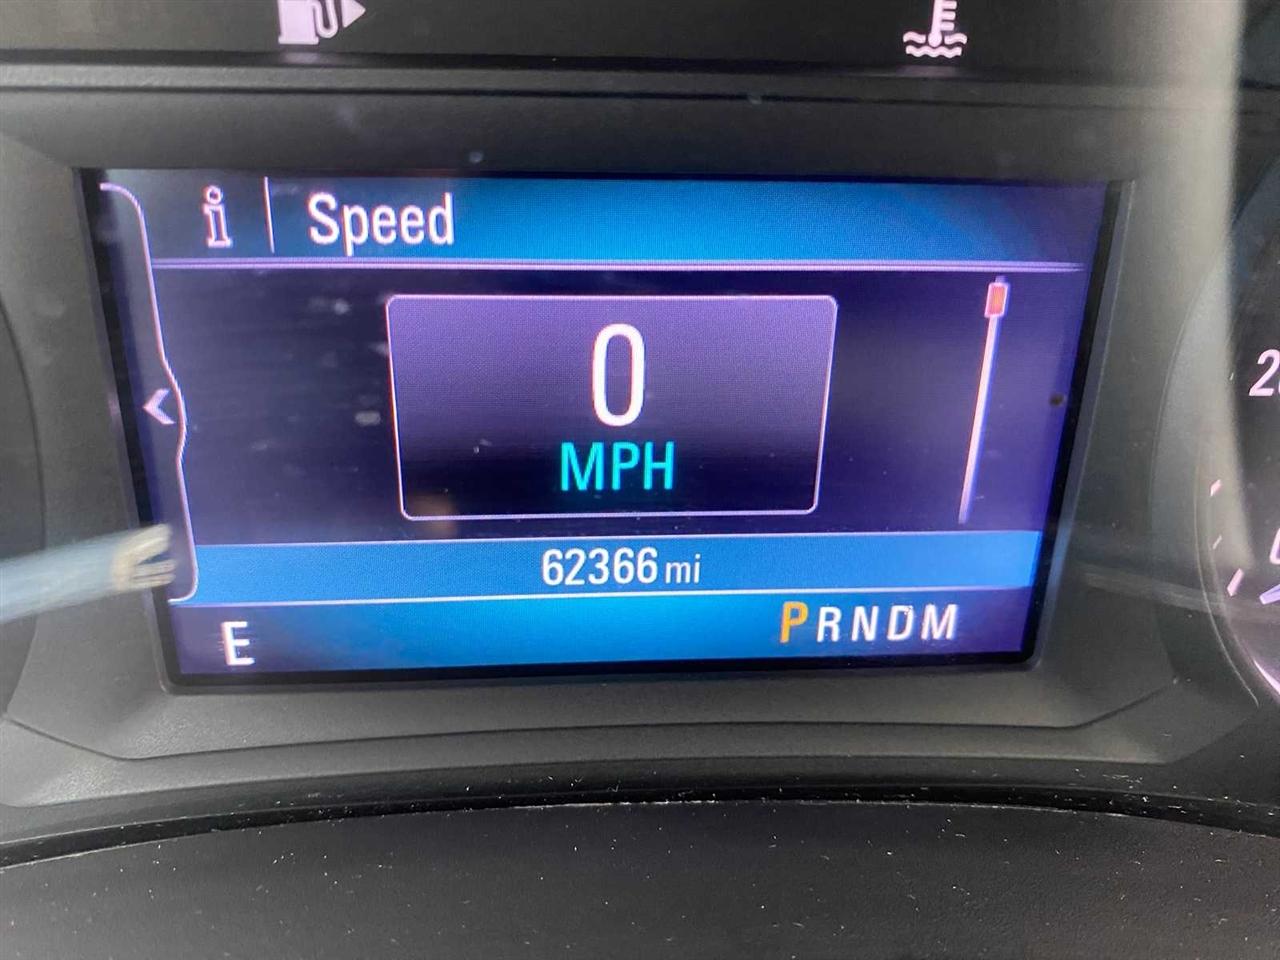 Speed
0
MPH
62366 mi
E
PRNDM